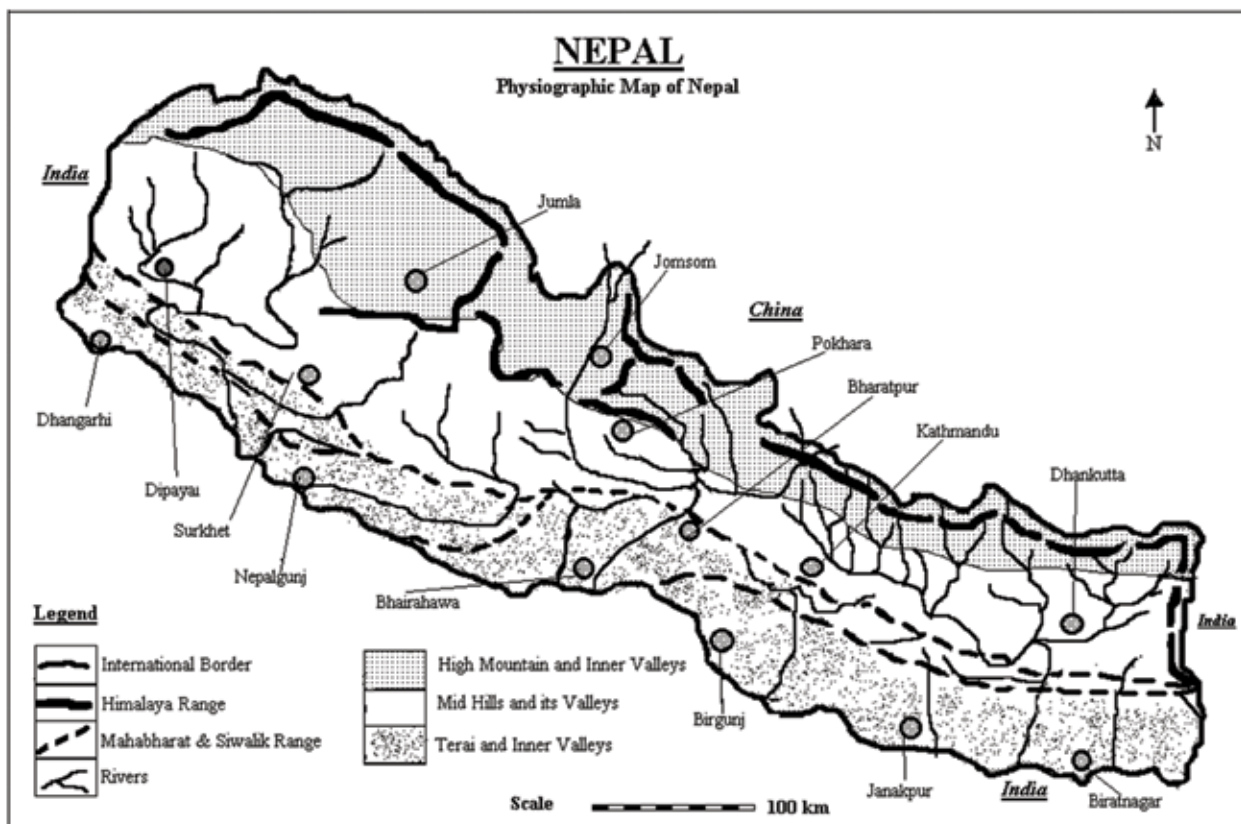 NEPAL
Physiographic Map of Nepal
N
India
Jumla
Jomsom
China
Pokhara
Bharatpur
Kathmandu
Dhankutta
Dhangarhi
Dipayai
Surkhet
Nepalgunj
Bhairahawa
India
Birgunj
Janakpur
India
Biratnagar
Legend
International Border
Himalaya Range
Mahabharat & Siwalik Range
Rivers
High Mountain and Inner Valleys
Mid Hills and its Valleys
Terai and Inner Valleys
Scale 100 km